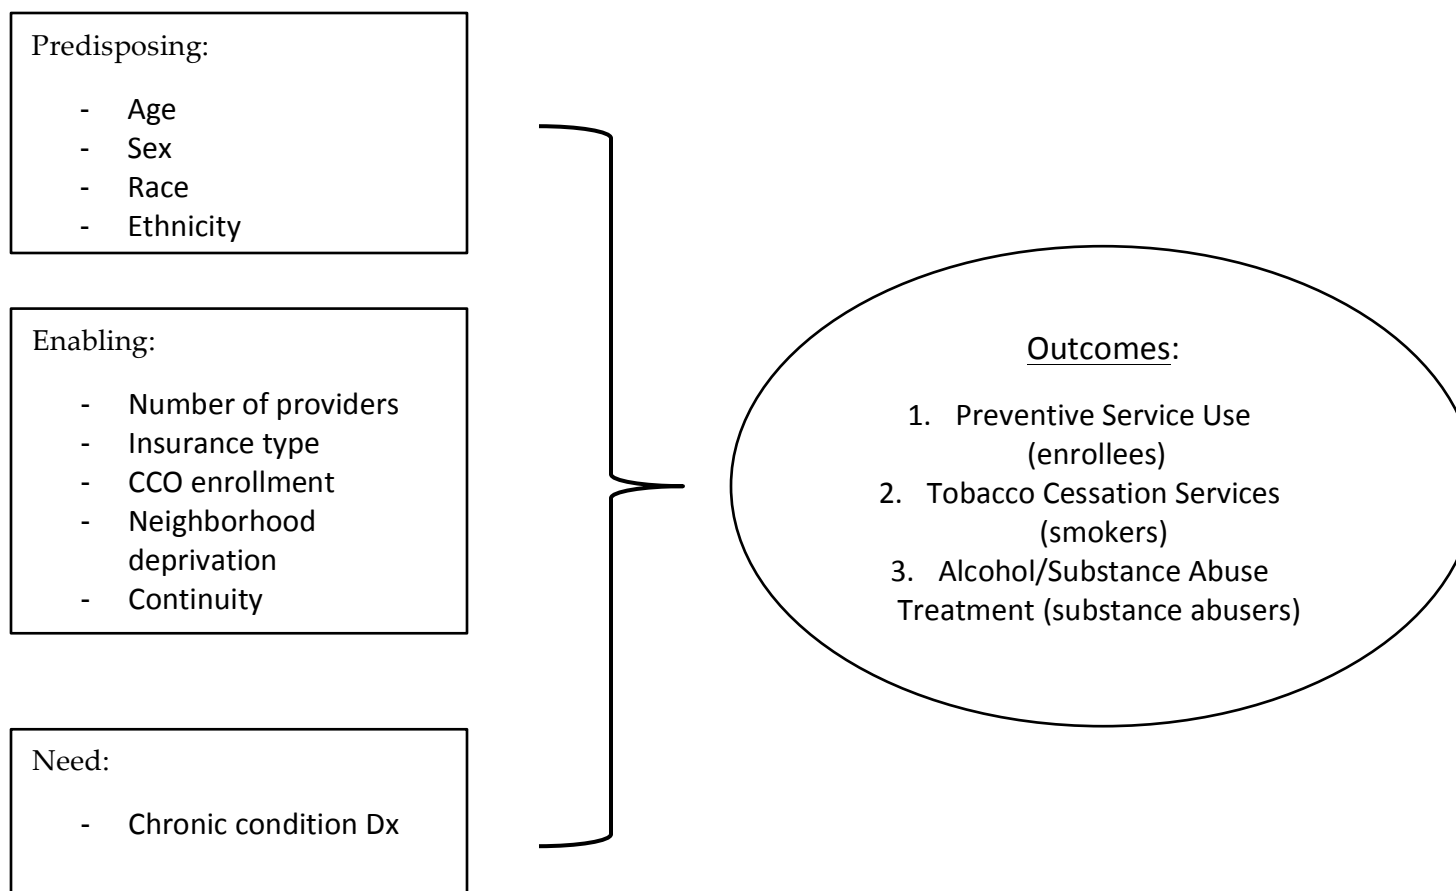 Predisposing:
- Age
- Sex
- Race
- Ethnicity
Enabling:
- Number of providers
- Insurance type
- CCO enrollment
- Neighborhood
deprivation
- Continuity
Need:
- Chronic condition Dx
Outcomes:
1. Preventive Service Use
(enrollees)
2. Tobacco Cessation Services
(smokers)
3. Alcohol/Substance Abuse
Treatment (substance abusers)